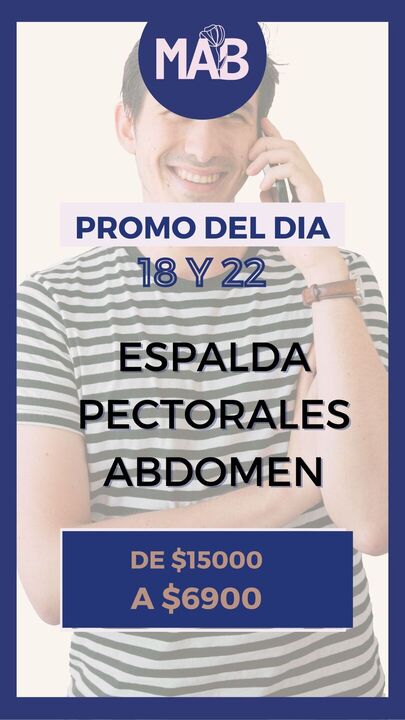 MAB
PROMO DEL DIA
18 Y 22
ESPALDA
PECTORALES
ABDOMEN
DE $15000
A $6900